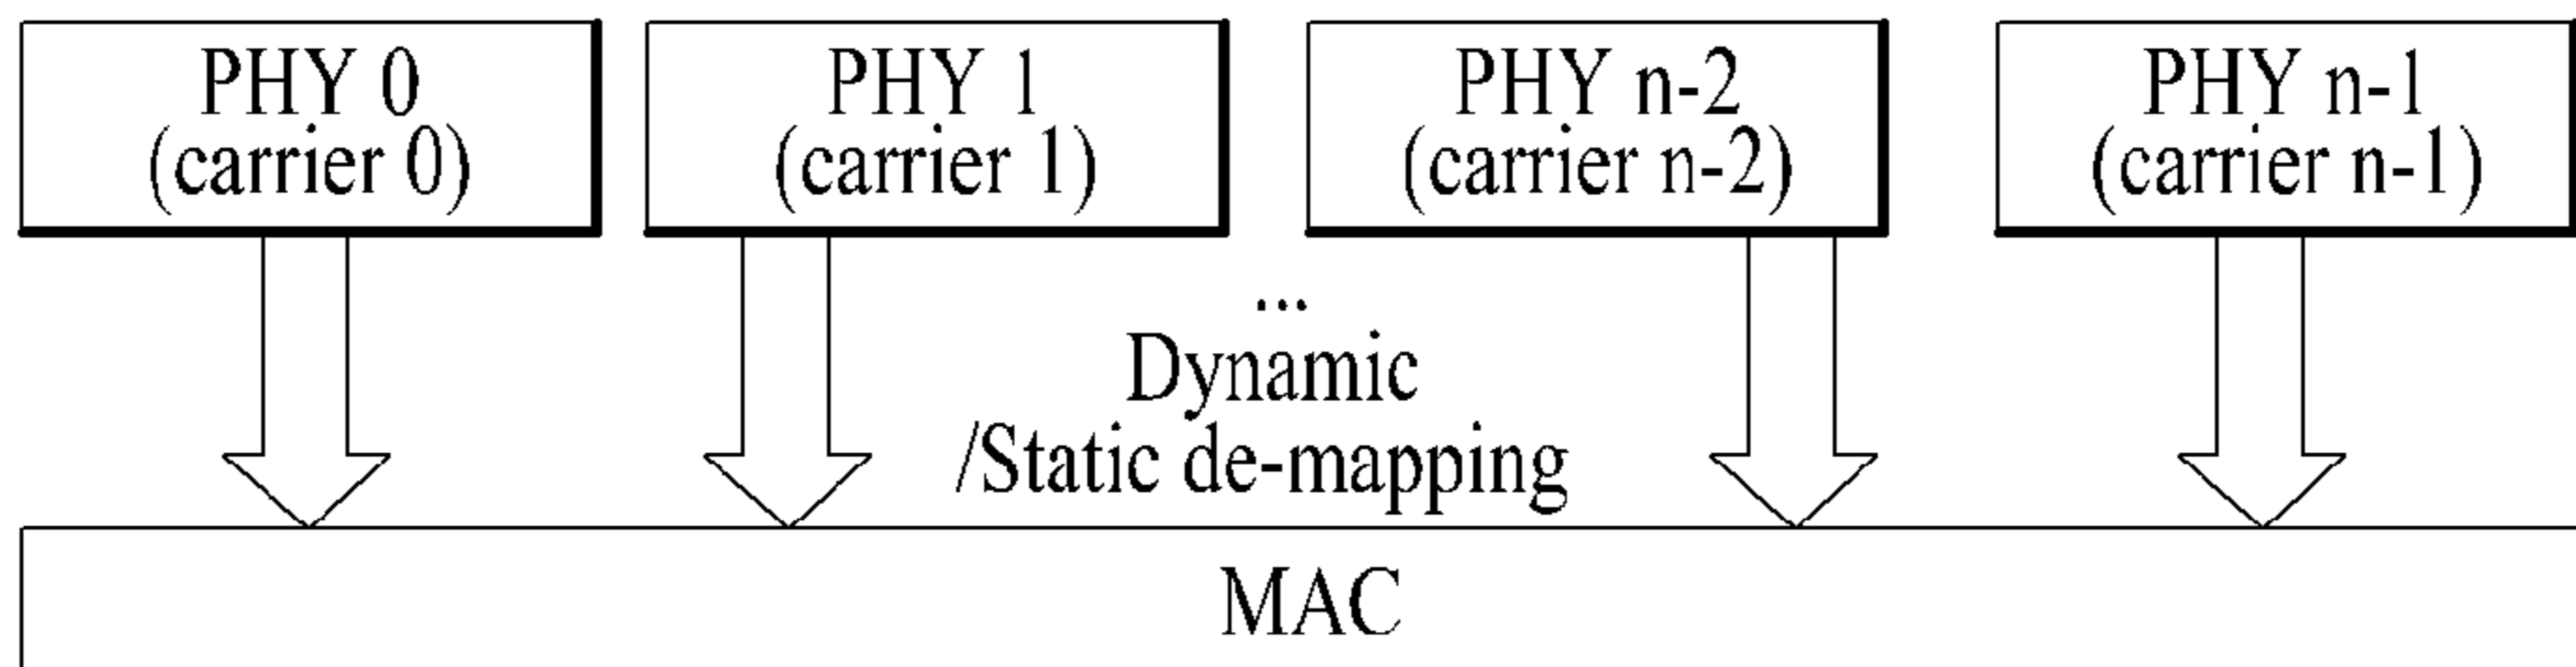 PHY 0
(carrier 0)
PHY 1
(carrier 1)
PHY n-2
(carrier n-2)
PHY n-1
(carrier n-1)
...
Dynamic
/Static de-mapping
MAC